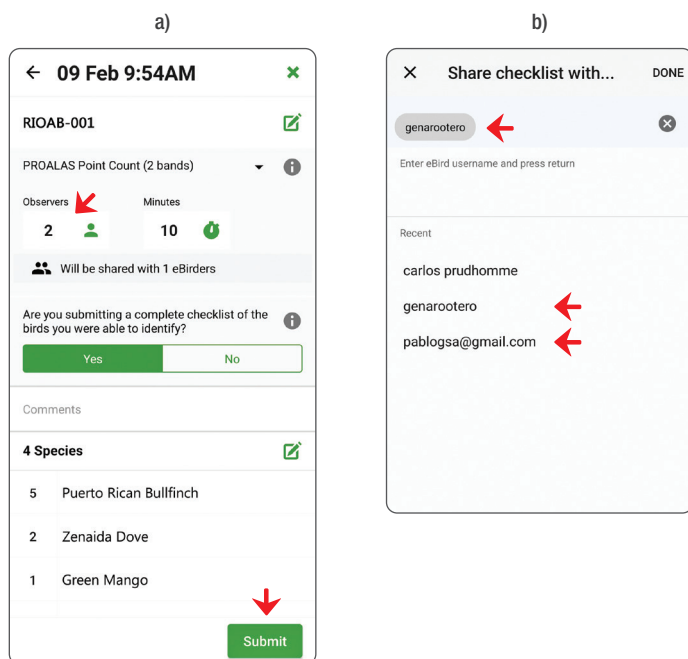 a)
09 Feb 9:54AM
RIOAB-001
PROALAS Point Count (2 bands)
Observers Minutes
2 10
Will be shared with 1 eBirders
Are you submitting a complete checklist of the
birds you were able to identify?
Yes No
Comments
4 Species
5 Puerto Rican Bullfinch
2 Zenaida Dove
1 Green Mango
Submit
b)
Share checklist with... DONE
genarootero
Enter eBird username and press return
Recent
carlos prudhomme
genarootero
pablogsa@gmail.com